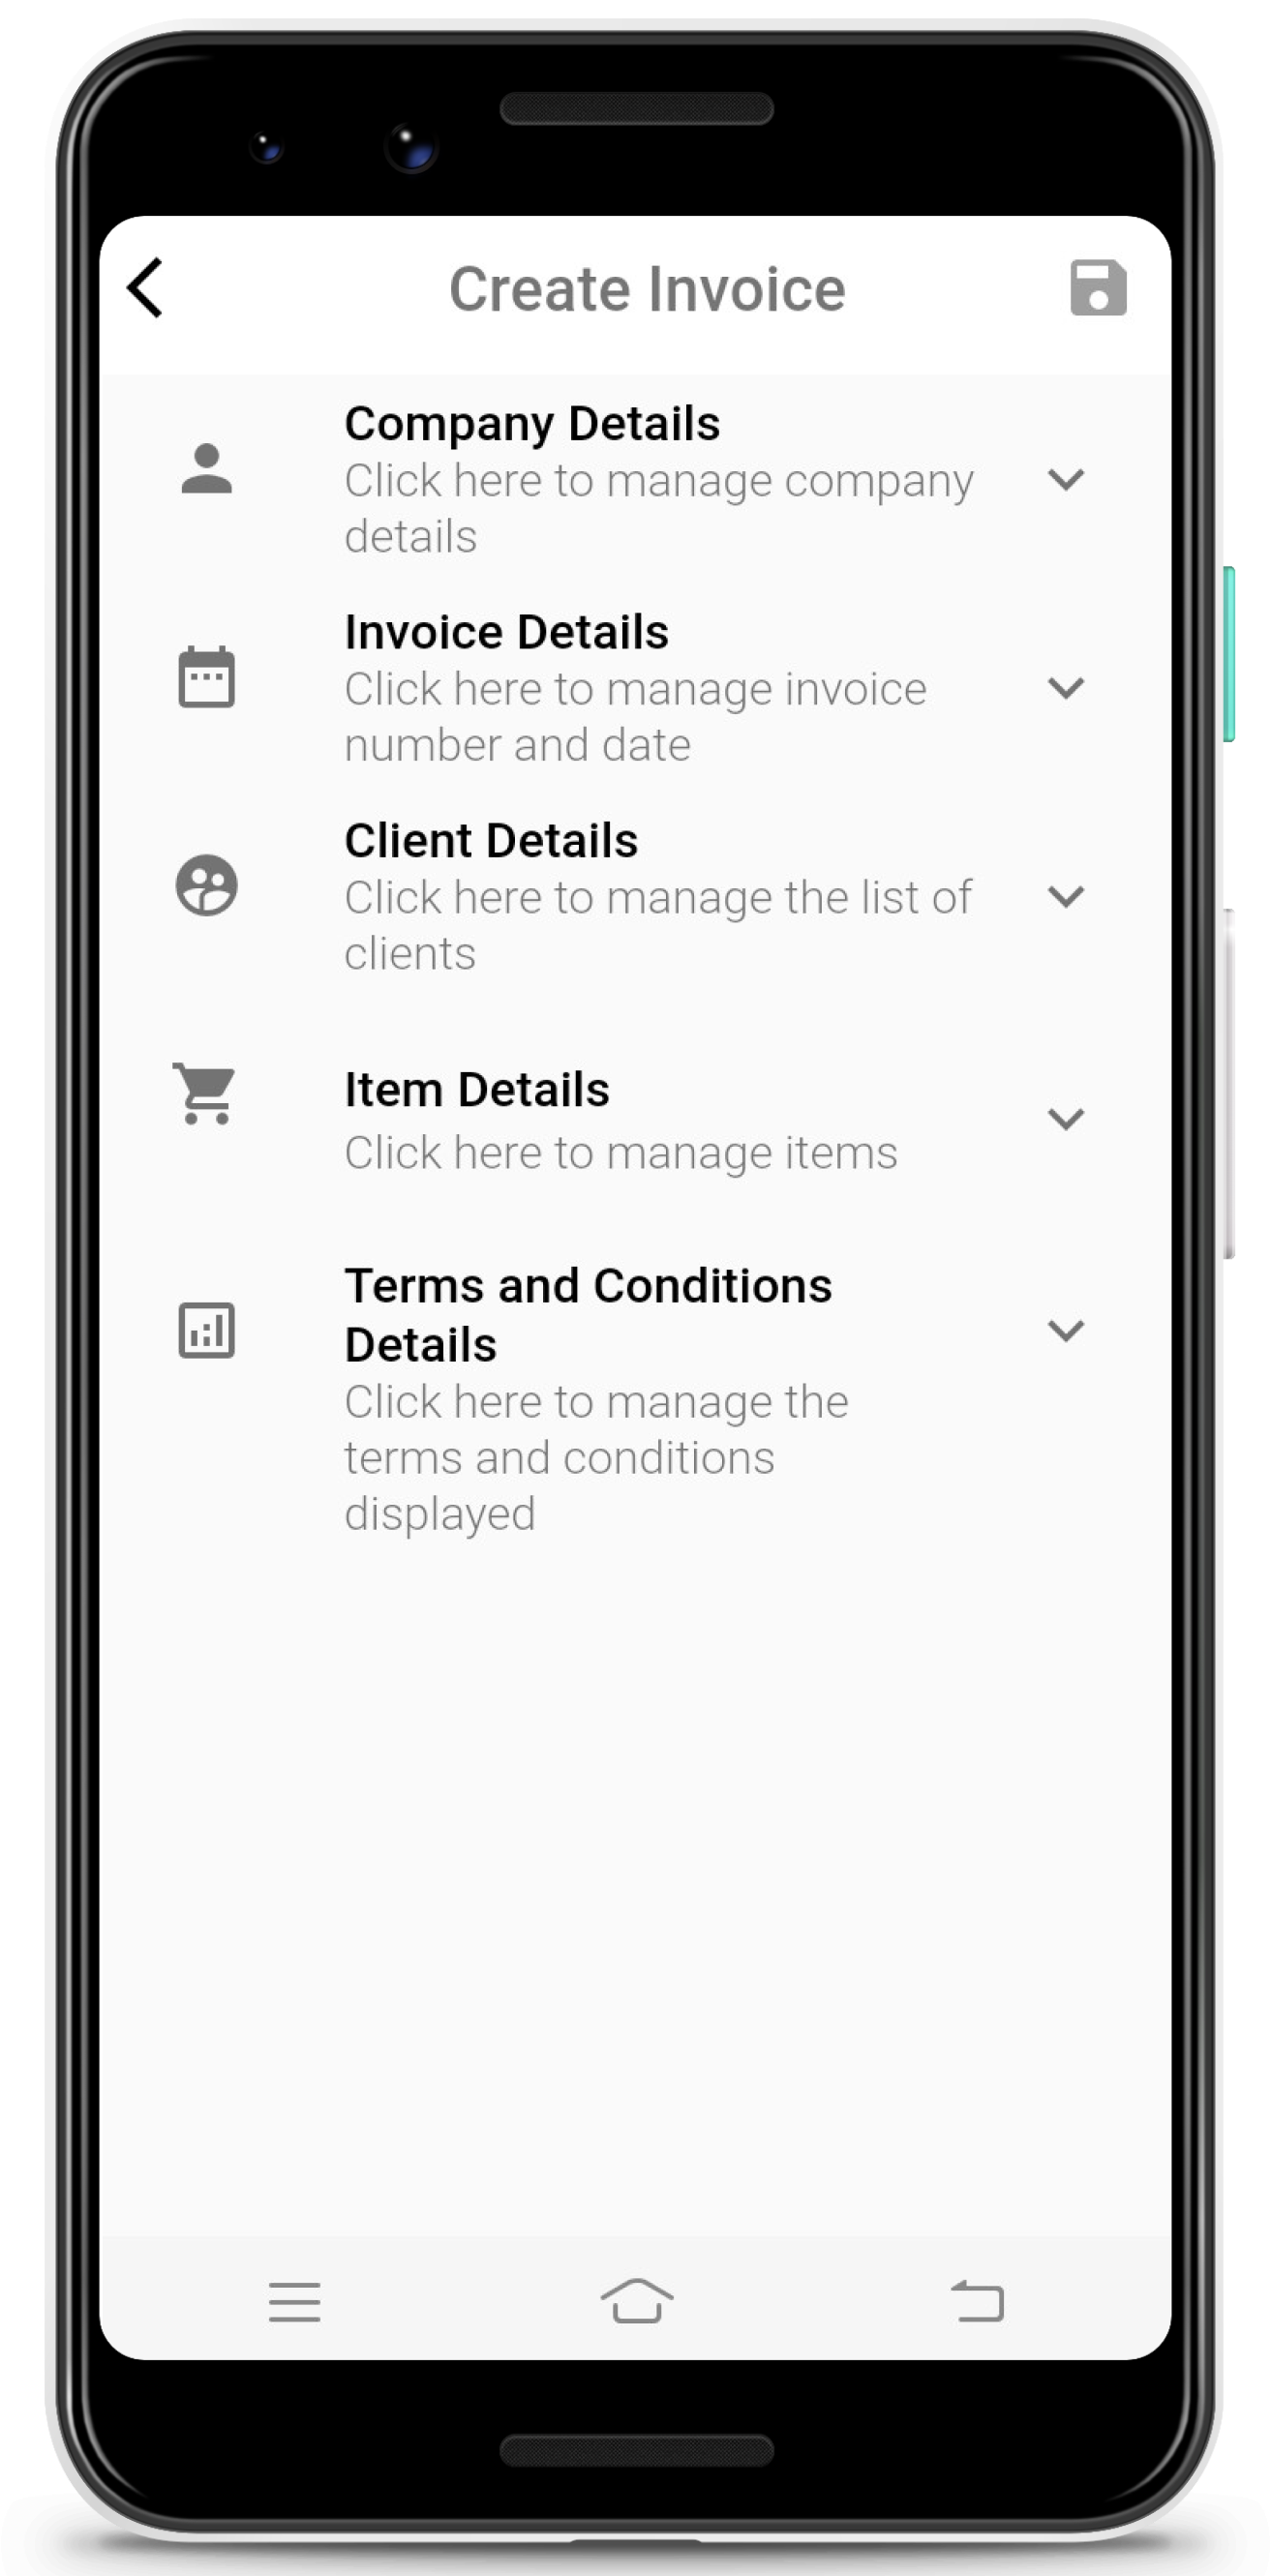 Create Invoice
Company Details
Click here to manage company
details
Invoice Details
Click here to manage invoice
number and date
Client Details
Click here to manage the list of
clients
Item Details
Click here to manage items
Terms and Conditions
Details
Click here to manage the
terms and conditions
displayed